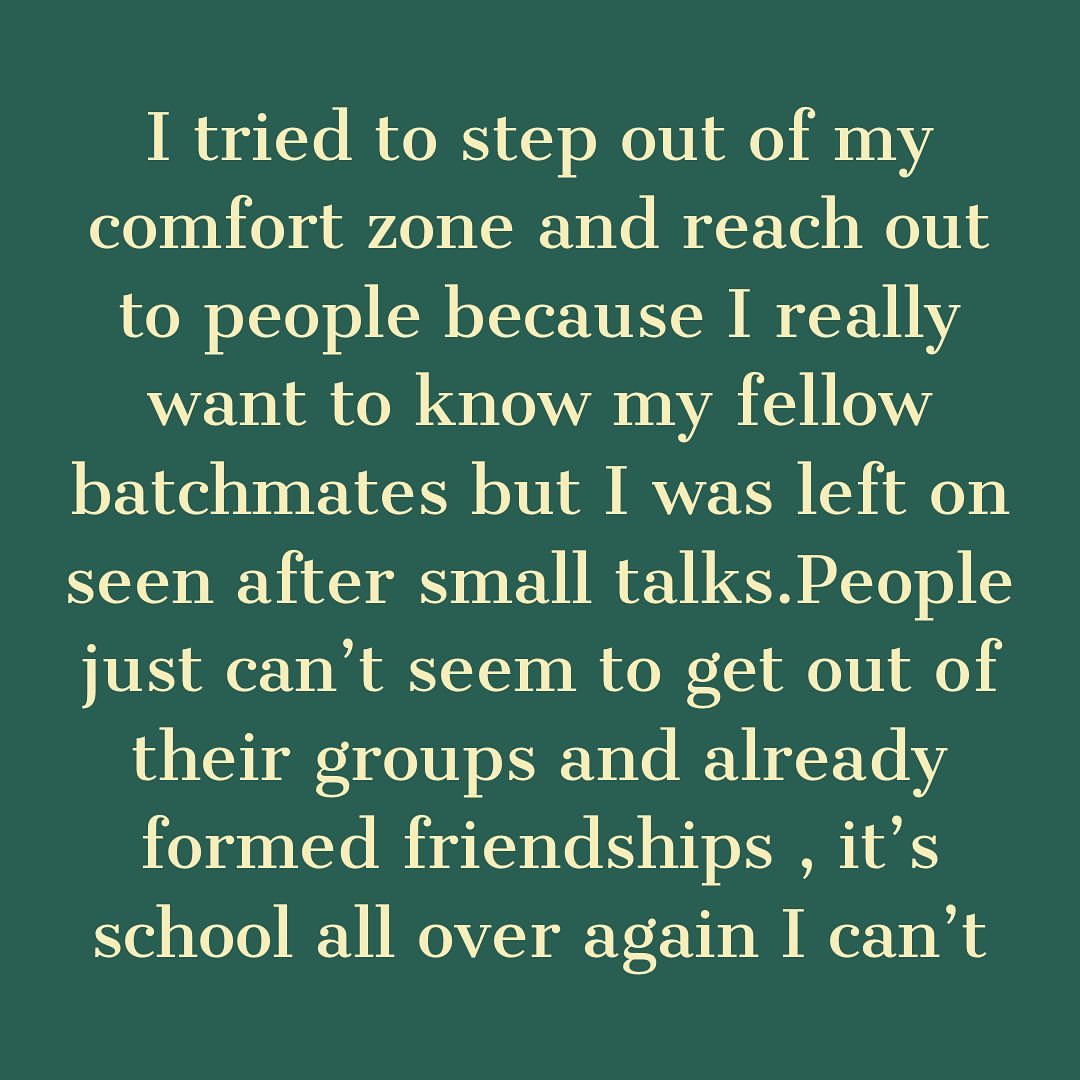 I tried to step out of my
comfort zone and reach out
to people because I really
want to know my fellow
batchmates but I was left on
seen after small talks.People
just can’t seem to get out of
their groups and already
formed friendships , it’s
school all over again I can’t